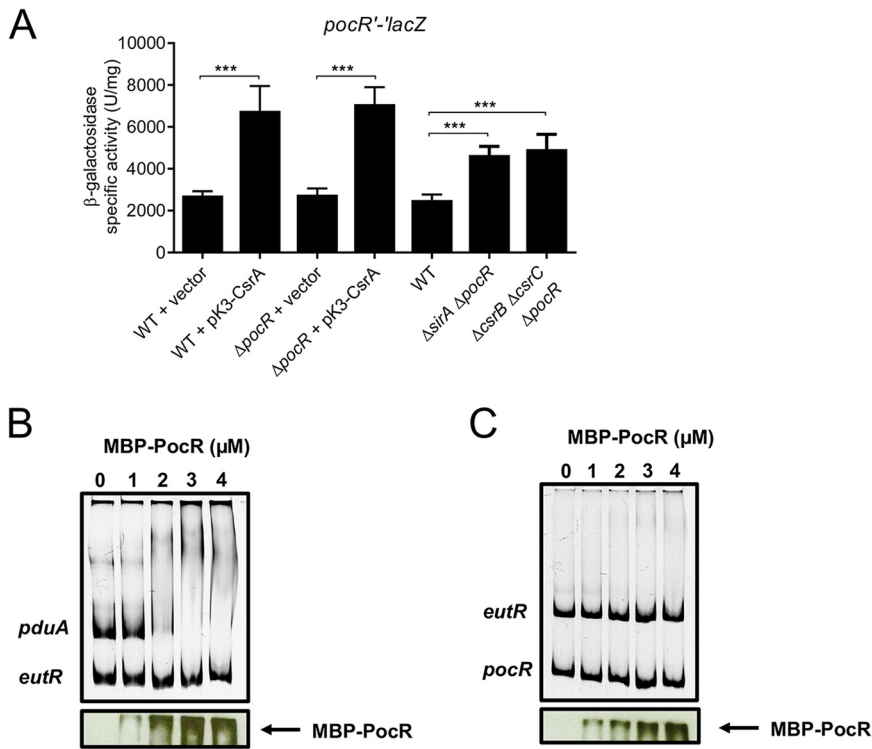 A
pocR'-'lacZ
β-galactosidase
specific activity (U/mg)
10000
8000
6000
4000
2000
0
***
***
***
***
WT + vector
WT + pK3-CsrA
ΔpocR + vector
ΔpocR + pK3-CsrA
WT
ΔsirA ΔpocR
ΔcsrB ΔcsrC
ΔpocR
B
MBP-PocR (µM)
0 1 2 3 4
pduA
eutR
MBP-PocR
C
MBP-PocR (µM)
0 1 2 3 4
eutR
pocR
MBP-PocR